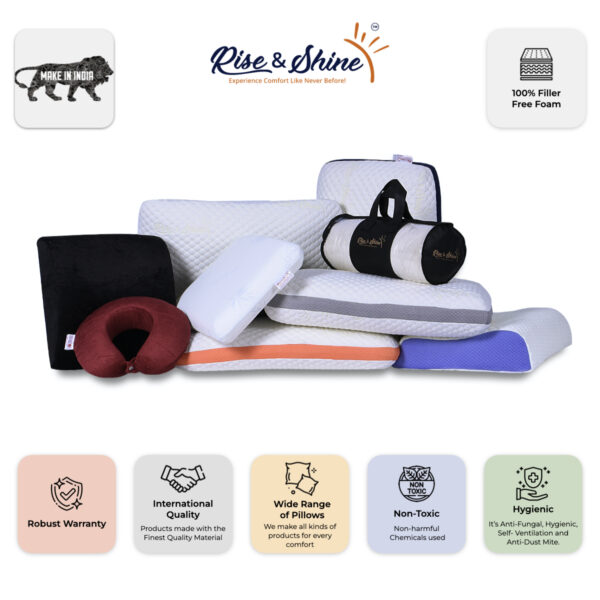 MAKE IN INDIA
Rise & Shine
TM
Experience Comfort Like Never Before!
100% Filler
Free Foam
Rise & Shine
Robust Warranty
International
Quality
Products made with the
Finest Quality Material
Wide Range
of Pillows
We make all kinds of
products for every
comfort
NON
TOXIC
Non-Toxic
Non-harmful
Chemicals used
Hygienic
It's Anti-Fungal, Hygienic,
Self- Ventilation and
Anti-Dust Mite.